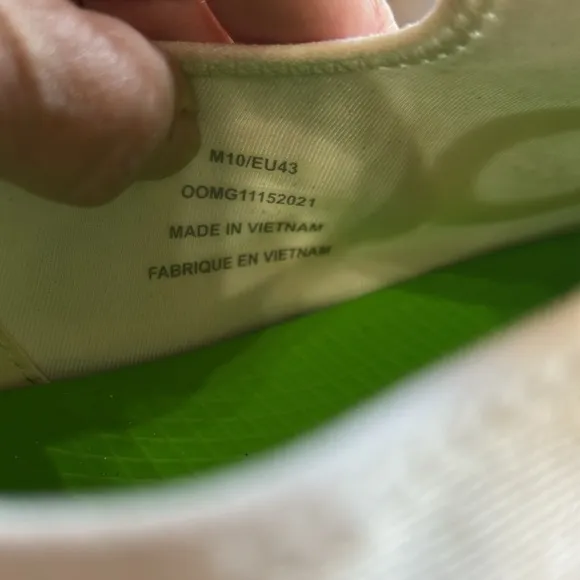 M10/EU43
OOMG11152021
MADE IN VIETNAM
FABRIQUE EN VIETNAM